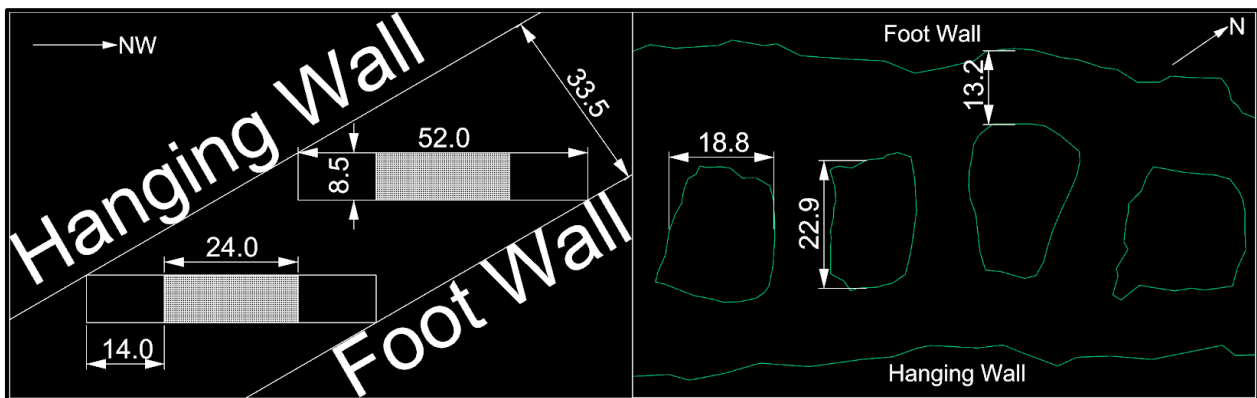 NW
Hanging Wall
33.5
52.0
8.5
24.0
Foot Wall
14.0
Foot Wall
N
13.2
18.8
22.9
Hanging Wall